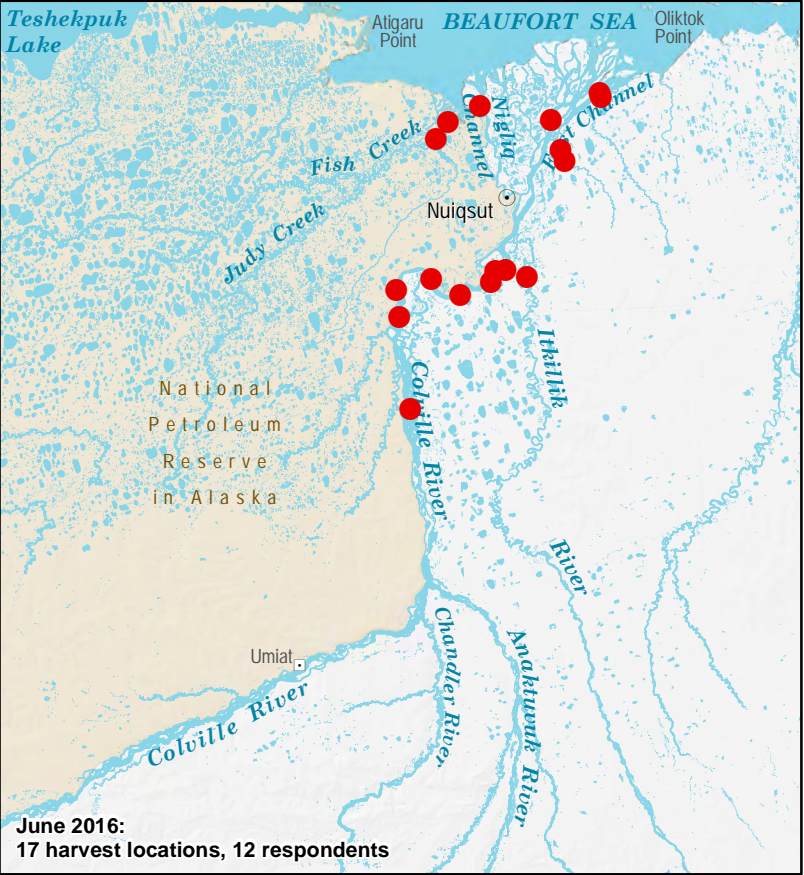 Teshekpuk
Lake
Atigaru
Point
BEAUFORT SEA
Oliktok
Point
Nigliq
Channel
East Channel
Fish Creek
Judy Creek
Nuiqsut
Itkillik
River
Colville River
National
Petroleum
Reserve
in Alaska
Umiat
Colville River
Chandler River
Anaktuvuk River
June 2016:
17 harvest locations, 12 respondents